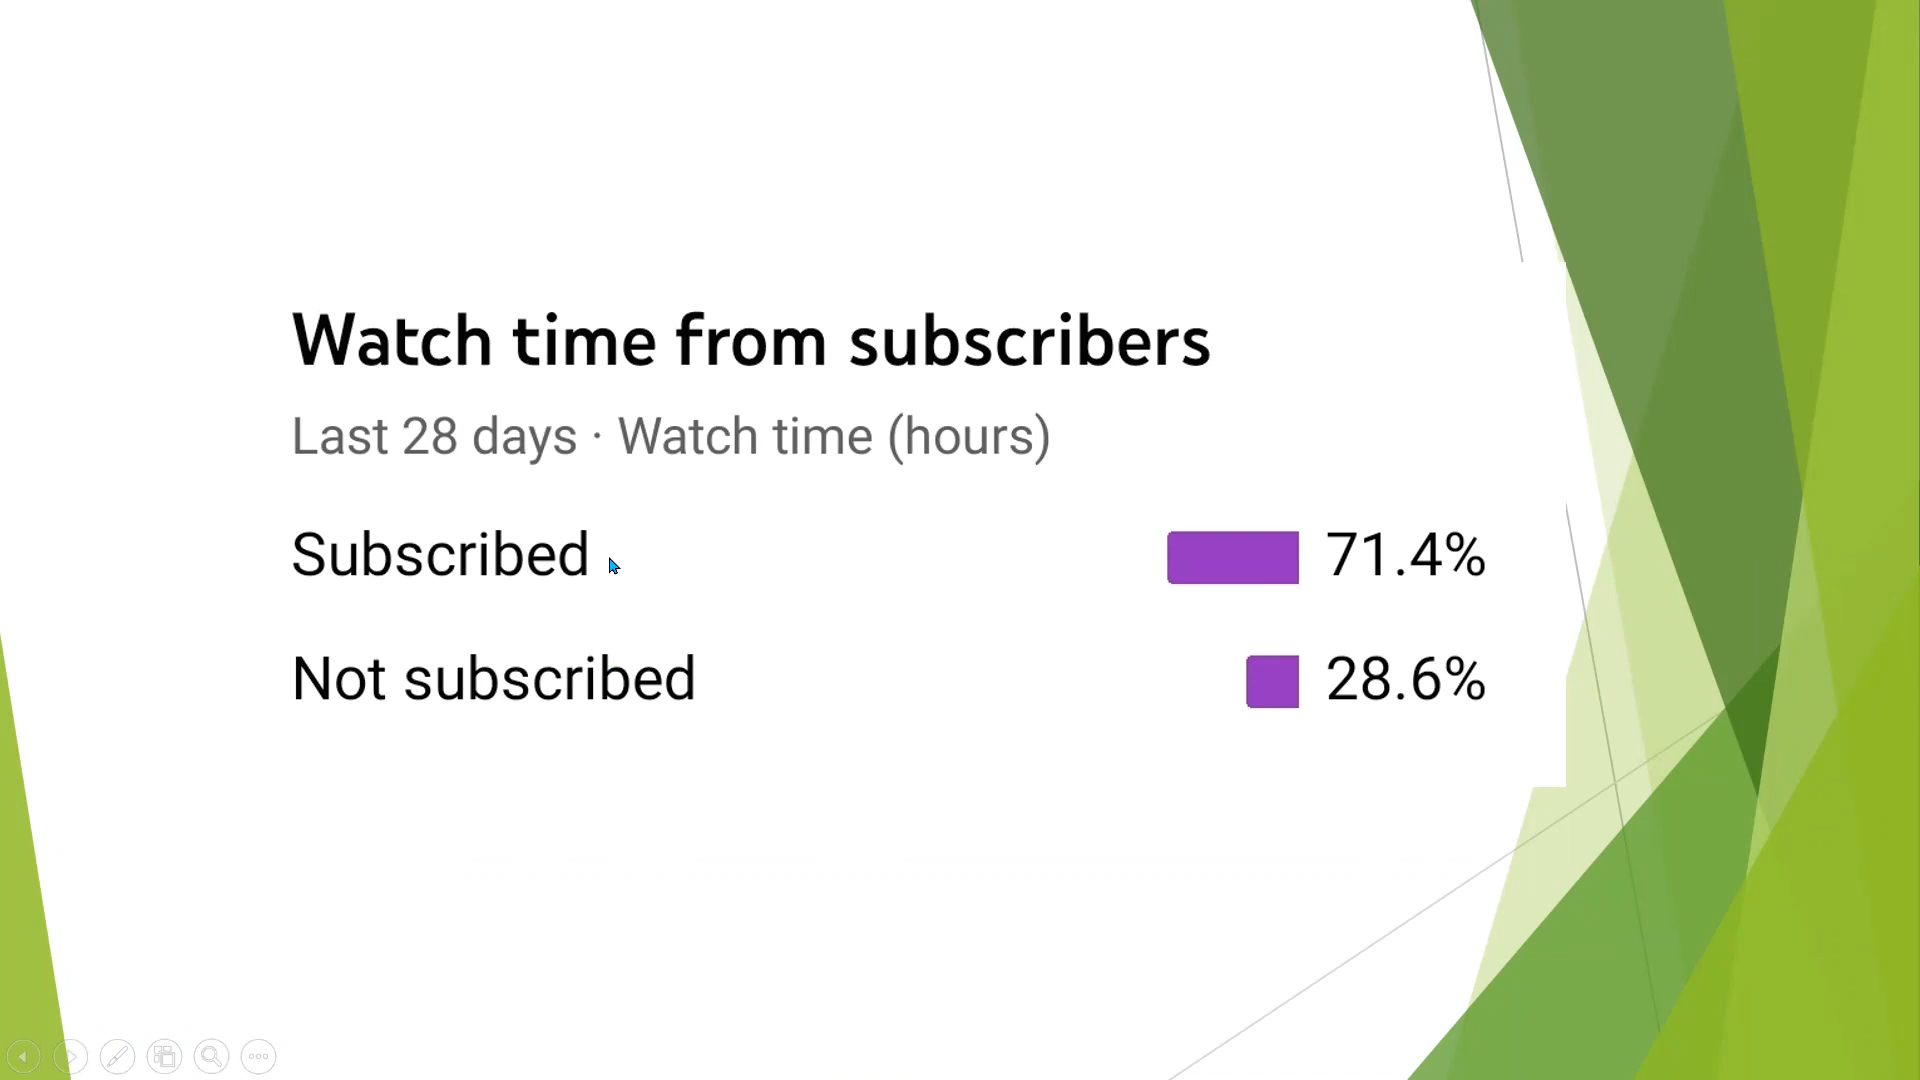 Watch time from subscribers
Last 28 days · Watch time (hours)
Subscribed 71.4%
Not subscribed 28.6%